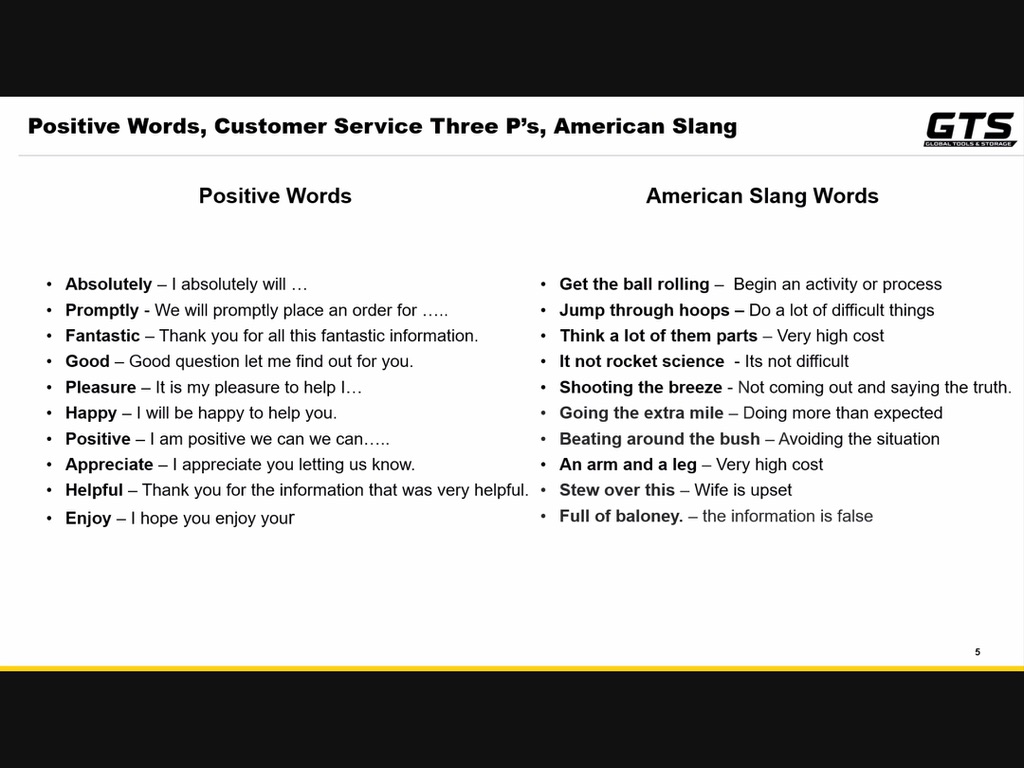 Positive Words, Customer Service Three P's, American Slang
GTS
GLOBAL TOOLS & STORAGE
Positive Words
• Absolutely – I absolutely will …
• Promptly - We will promptly place an order for …..
• Fantastic – Thank you for all this fantastic information.
• Good – Good question let me find out for you.
• Pleasure – It is my pleasure to help I…
• Happy – I will be happy to help you.
• Positive – I am positive we can we can…..
• Appreciate – I appreciate you letting us know.
• Helpful – Thank you for the information that was very helpful.
• Enjoy – I hope you enjoy your
American Slang Words
• Get the ball rolling – Begin an activity or process
• Jump through hoops – Do a lot of difficult things
• Think a lot of them parts – Very high cost
• It not rocket science - Its not difficult
• Shooting the breeze - Not coming out and saying the truth.
• Going the extra mile – Doing more than expected
• Beating around the bush – Avoiding the situation
• An arm and a leg – Very high cost
• Stew over this – Wife is upset
• Full of baloney. – the information is false
5